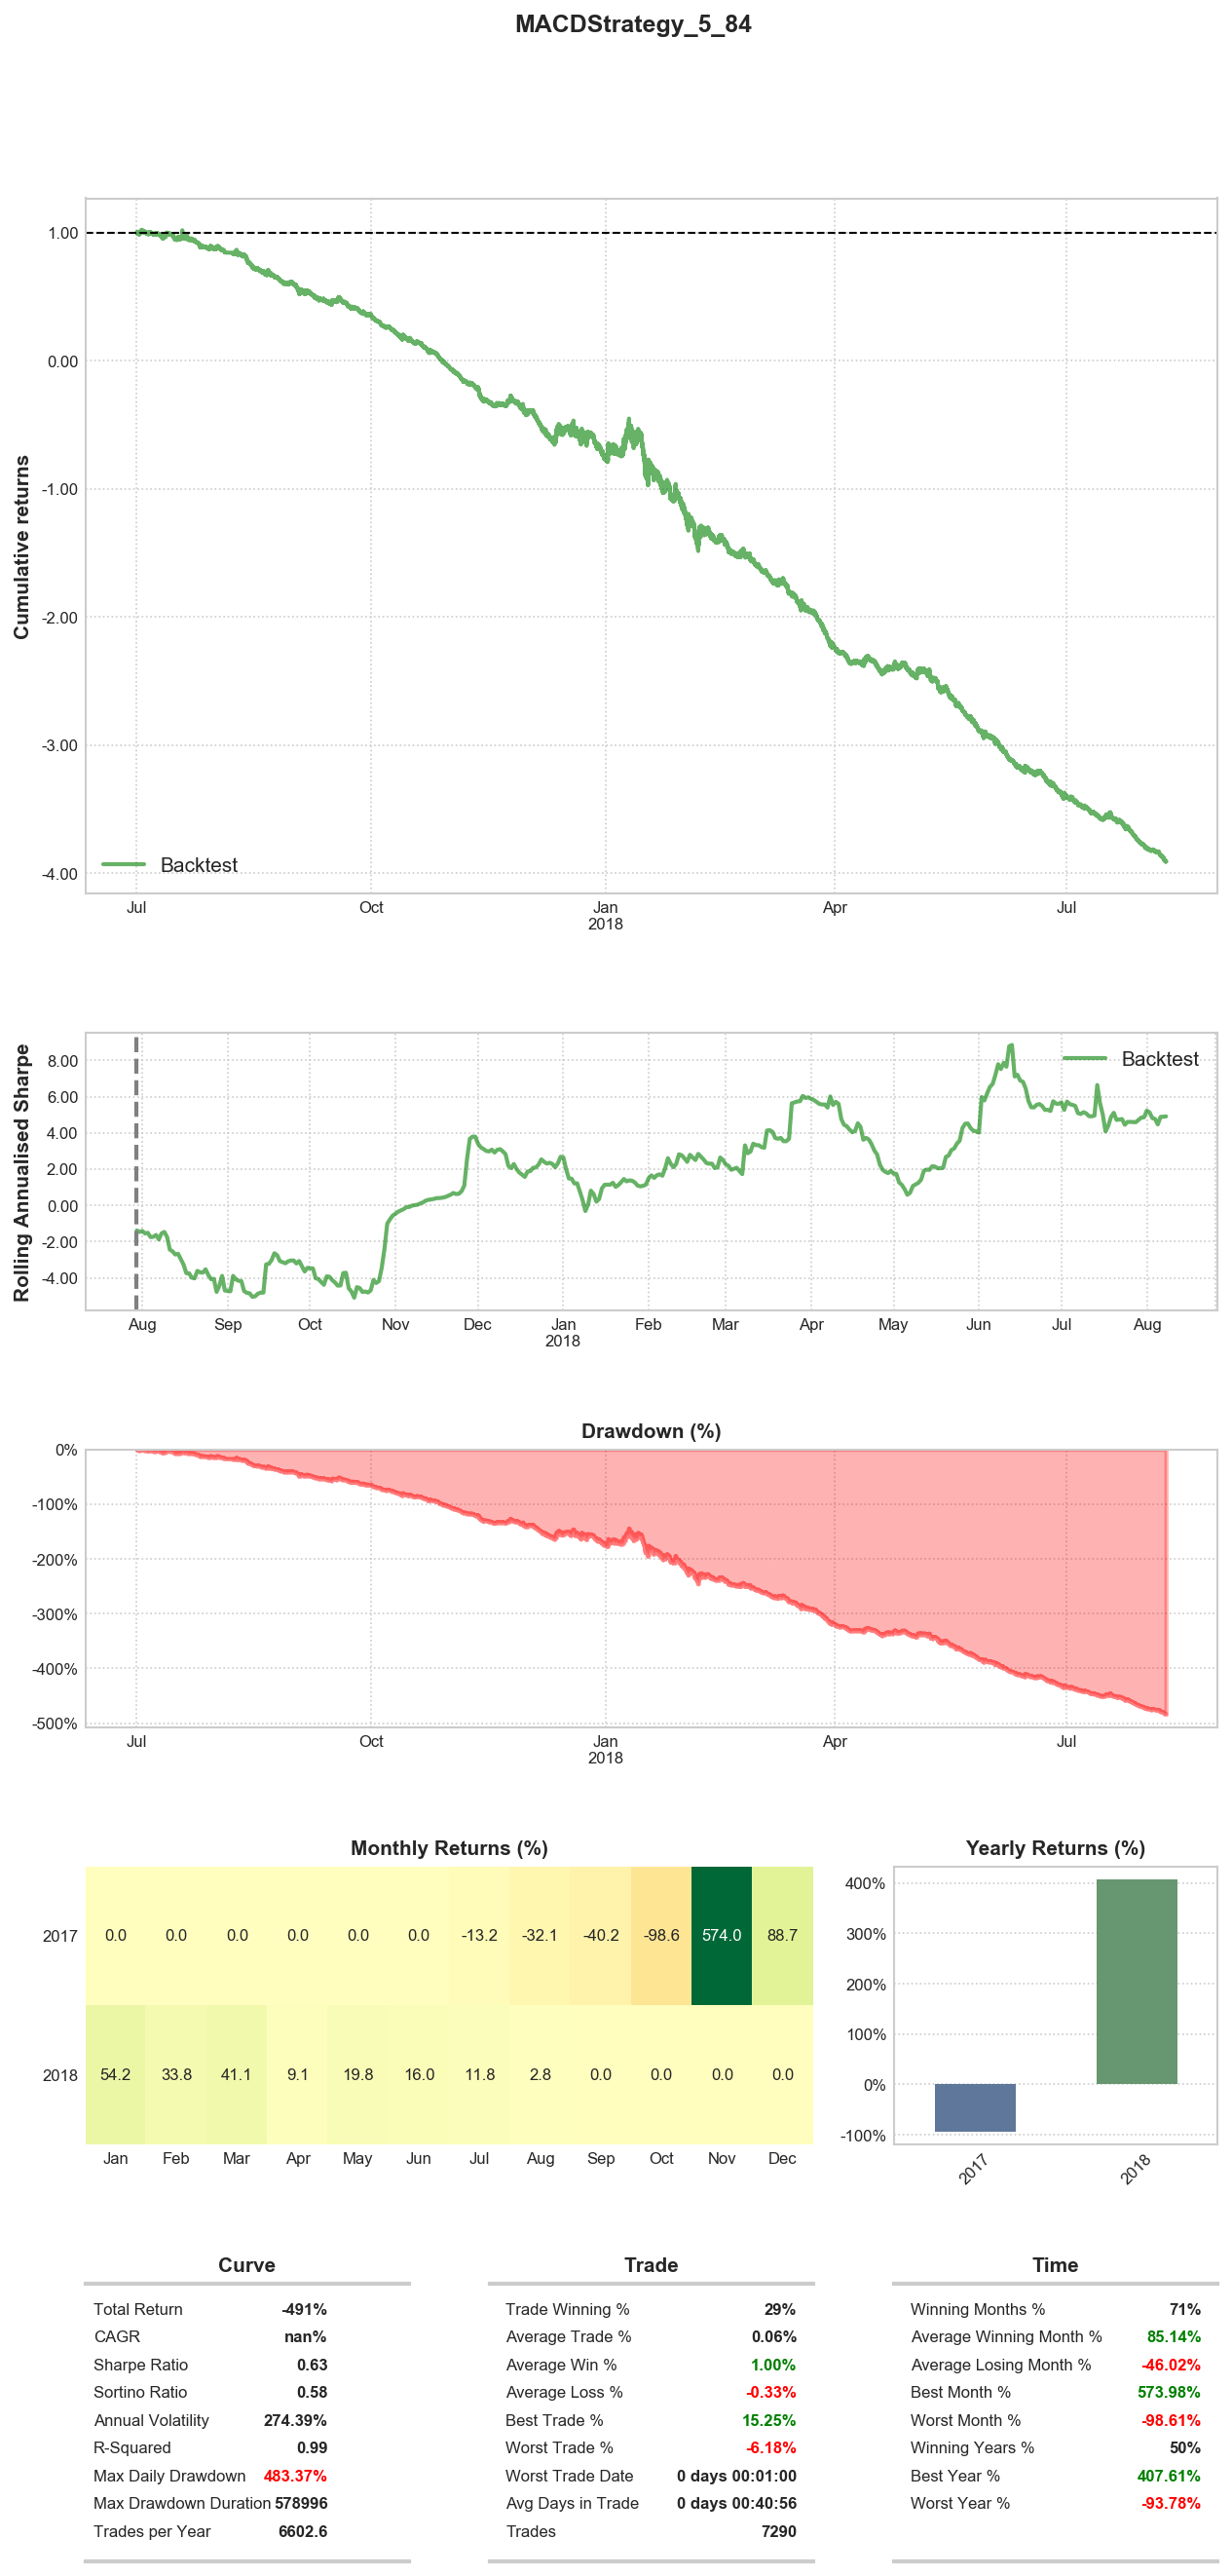 MACDStrategy_5_84
Cumulative returns
1.00
0.00
-1.00
-2.00
-3.00
-4.00
Backtest
Jul Oct Jan Apr Jul
2018
Rolling Annualised Sharpe
8.00
6.00
4.00
2.00
0.00
-2.00
-4.00
Backtest
Aug Sep Oct Nov Dec Jan Feb Mar Apr May Jun Jul Aug
2018
Drawdown (%)
0%
-100%
-200%
-300%
-400%
-500%
Jul Oct Jan Apr Jul
2018
Monthly Returns (%)
2017 0.0 0.0 0.0 0.0 0.0 0.0 -13.2 -32.1 -40.2 -98.6 574.0 88.7
2018 54.2 33.8 41.1 9.1 19.8 16.0 11.8 2.8 0.0 0.0 0.0 0.0
Jan Feb Mar Apr May Jun Jul Aug Sep Oct Nov Dec
Yearly Returns (%)
400%
300%
200%
100%
0%
-100%
2017 2018
Curve
Total Return -491%
CAGR nan%
Sharpe Ratio 0.63
Sortino Ratio 0.58
Annual Volatility 274.39%
R-Squared 0.99
Max Daily Drawdown 483.37%
Max Drawdown Duration 578996
Trades per Year 6602.6
Trade
Trade Winning % 29%
Average Trade % 0.06%
Average Win % 1.00%
Average Loss % -0.33%
Best Trade % 15.25%
Worst Trade % -6.18%
Worst Trade Date 0 days 00:01:00
Avg Days in Trade 0 days 00:40:56
Trades 7290
Time
Winning Months % 71%
Average Winning Month % 85.14%
Average Losing Month % -46.02%
Best Month % 573.98%
Worst Month % -98.61%
Winning Years % 50%
Best Year % 407.61%
Worst Year % -93.78%